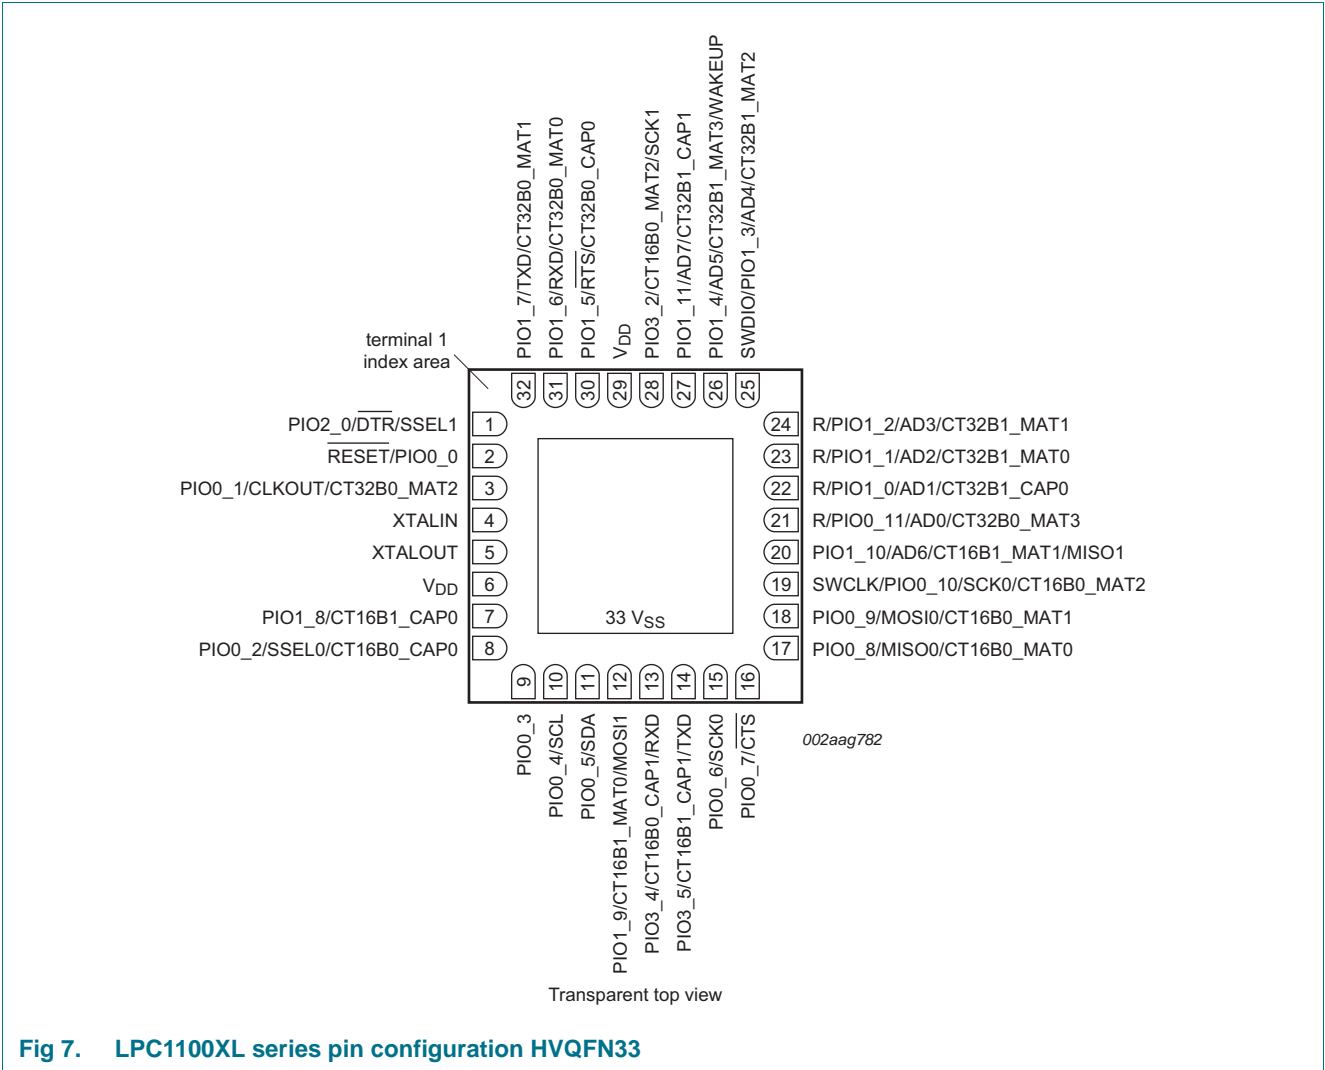 PIO1_7/TXD/CT32B0_MAT1
PIO1_6/RXD/CT32B0_MAT0
PIO1_5/RTS/CT32B0_CAP0
VDD
PIO3_2/CT16B0_MAT2/SCK1
PIO1_11/AD7/CT32B1_CAP1
PIO1_4/AD5/CT32B1_MAT3/WAKEUP
SWDIO/PIO1_3/AD4/CT32B1_MAT2
terminal 1
index area
32 31 30 29 28 27 26 25
PIO2_0/DTR/SSEL1 1
RESET/PIO0_0 2
PIO0_1/CLKOUT/CT32B0_MAT2 3
XTALIN 4
XTALOUT 5
VDD 6
PIO1_8/CT16B1_CAP0 7
PIO0_2/SSEL0/CT16B0_CAP0 8
24 R/PIO1_2/AD3/CT32B1_MAT1
23 R/PIO1_1/AD2/CT32B1_MAT0
22 R/PIO1_0/AD1/CT32B1_CAP0
21 R/PIO0_11/AD0/CT32B0_MAT3
20 PIO1_10/AD6/CT16B1_MAT1/MISO1
19 SWCLK/PIO0_10/SCK0/CT16B0_MAT2
18 PIO0_9/MOSI0/CT16B0_MAT1
17 PIO0_8/MISO0/CT16B0_MAT0
33 VSS
9 10 11 12 13 14 15 16
PIO0_3
PIO0_4/SCL
PIO0_5/SDA
PIO1_9/CT16B1_MAT0/MOSI1
PIO3_4/CT16B0_CAP1/RXD
PIO3_5/CT16B1_CAP1/TXD
PIO0_6/SCK0
PIO0_7/CTS
002aag782
Transparent top view
Fig 7. LPC1100XL series pin configuration HVQFN33